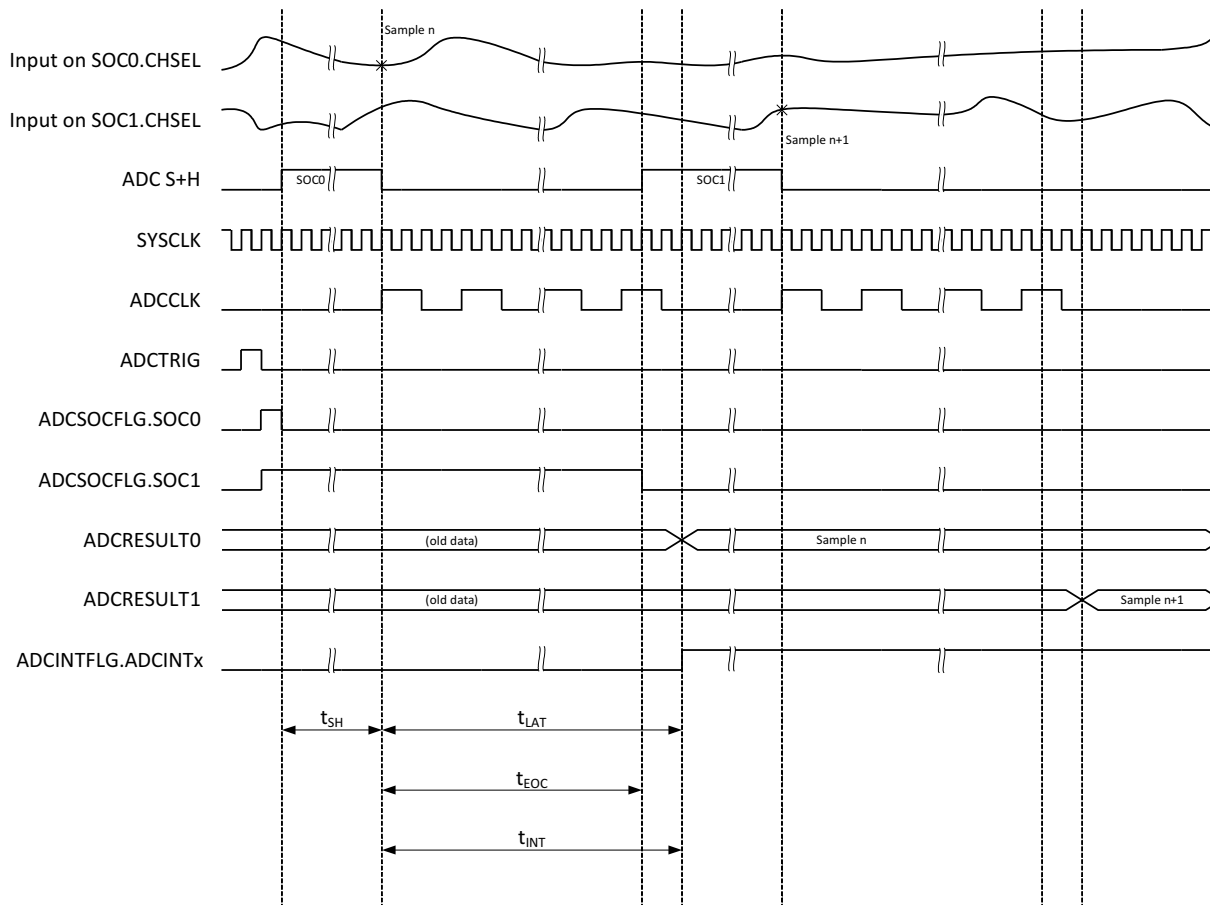 Sample n
Input on SOC0.CHSEL
Input on SOC1.CHSEL
Sample n+1
ADC S+H
SOC0
SOC1
SYSCLK
ADCCLK
ADCTRIG
ADCSOCFLG.SOC0
ADCSOCFLG.SOC1
ADCRESULT0
(old data)
Sample n
ADCRESULT1
(old data)
Sample n+1
ADCINTFLG.ADCINTx
tSH
tLAT
tEOC
tINT